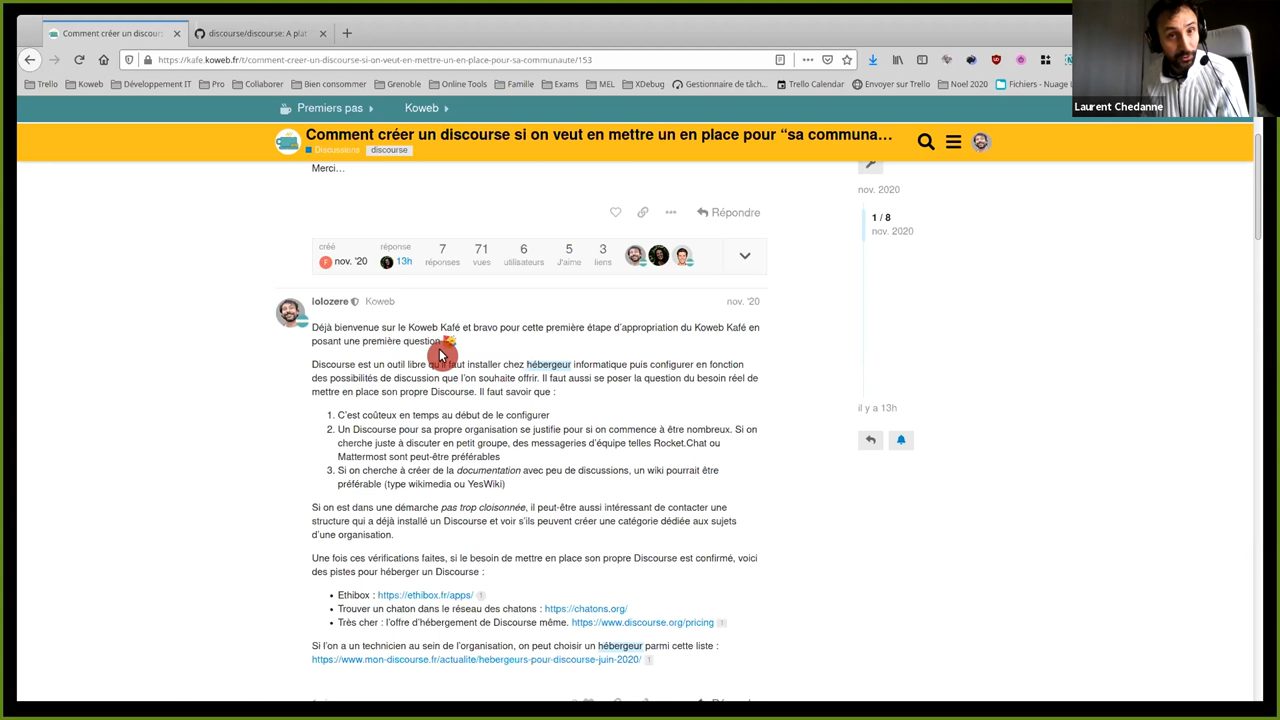 Comment créer un discour
discourse/discourse: A plat
https://kafe.koweb.fr/t/comment-creer-un-discourse-si-on-veut-en-mettre-un-en-place-pour-sa-communaute/153
Trello
Koweb
Développement IT
Pro
Collaborer
Bien consommer
Grenoble
Online Tools
Famille
Exams
MEL
XDebug
Gestionnaire de tâch...
Trello Calendar
Envoyer sur Trello
Noel 2020
Fichiers - Nuage L
Laurent Chedanne
Premiers pas
Koweb
Comment créer un discourse si on veut en mettre un en place pour “sa communa…
Discussions
discourse
Merci…
Répondre
nov. 2020
1 / 8
nov. 2020
créé
nov. '20
réponse
13h
7
réponses
71
vues
6
utilisateurs
5
J'aime
3
liens
iolozere Koweb
nov. '20
Déjà bienvenue sur le Koweb Kafé et bravo pour cette première étape d'appropriation du Koweb Kafé en
posant une première question
Discourse est un outil libre qu'il faut installer chez hébergeur informatique puis configurer en fonction
des possibilités de discussion que l'on souhaite offrir. Il faut aussi se poser la question du besoin réel de
mettre en place son propre Discourse. Il faut savoir que :
1. C'est coûteux en temps au début de le configurer
2. Un Discourse pour sa propre organisation se justifie pour si on commence à être nombreux. Si on
cherche juste à discuter en petit groupe, des messageries d'équipe telles Rocket.Chat ou
Mattermost sont peut-être préférables
3. Si on cherche à créer de la documentation avec peu de discussions, un wiki pourrait être
préférable (type wikimedia ou YesWiki)
il y a 13h
Si on est dans une démarche pas trop cloisonnée, il peut-être aussi intéressant de contacter une
structure qui a déjà installé un Discourse et voir s'ils peuvent créer une catégorie dédiée aux sujets
d'une organisation.
Une fois ces vérifications faites, si le besoin de mettre en place son propre Discourse est confirmé, voici
des pistes pour héberger un Discourse :
• Ethibox : https://ethibox.fr/apps/ 1
• Trouver un chaton dans le réseau des chatons : https://chatons.org/
• Très cher : l'offre d'hébergement de Discourse même. https://www.discourse.org/pricing 1
Si l'on a un technicien au sein de l'organisation, on peut choisir un hébergeur parmi cette liste :
https://www.mon-discourse.fr/actualite/hebergeurs-pour-discourse-juin-2020/ 1